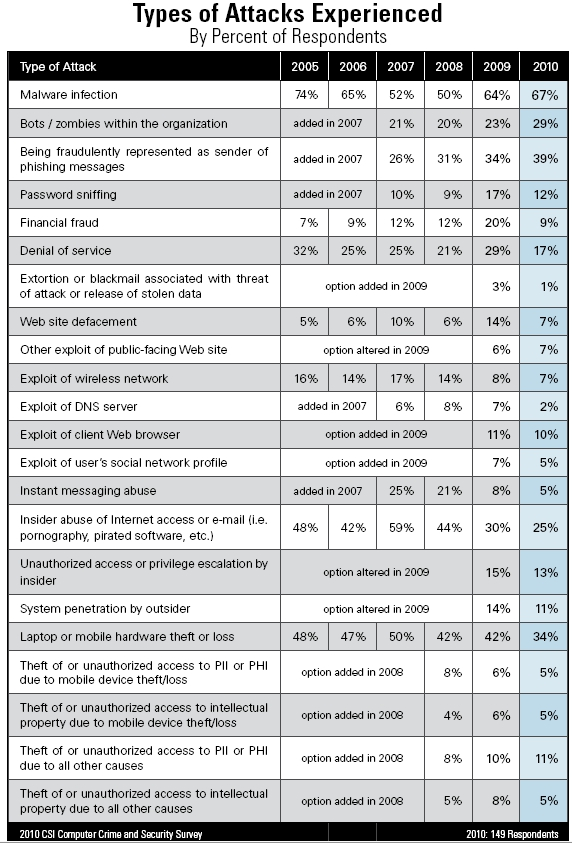 Types of Attacks Experienced
By Percent of Respondents
Type of Attack 2005 2006 2007 2008 2009 2010
Malware infection 74% 65% 52% 50% 64% 67%
Bots / zombies within the organization added in 2007 21% 20% 23% 29%
Being fraudulently represented as sender of
phishing messages added in 2007 26% 31% 34% 39%
Password sniffing added in 2007 10% 9% 17% 12%
Financial fraud 7% 9% 12% 12% 20% 9%
Denial of service 32% 25% 25% 21% 29% 17%
Extortion or blackmail associated with threat
of attack or release of stolen data option added in 2009 3% 1%
Web site defacement 5% 6% 10% 6% 14% 7%
Other exploit of public-facing Web site option altered in 2009 6% 7%
Exploit of wireless network 16% 14% 17% 14% 8% 7%
Exploit of DNS server added in 2007 6% 8% 7% 2%
Exploit of client Web browser option added in 2009 11% 10%
Exploit of user's social network profile option added in 2009 7% 5%
Instant messaging abuse added in 2007 25% 21% 8% 5%
Insider abuse of Internet access or e-mail (i.e.
pornography, pirated software, etc.) 48% 42% 59% 44% 30% 25%
Unauthorized access or privilege escalation by
insider option altered in 2009 15% 13%
System penetration by outsider option altered in 2009 14% 11%
Laptop or mobile hardware theft or loss 48% 47% 50% 42% 42% 34%
Theft of or unauthorized access to PII or PHI
due to mobile device theft/loss option added in 2008 8% 6% 5%
Theft of or unauthorized access to intellectual
property due to mobile device theft/loss option added in 2008 4% 6% 5%
Theft of or unauthorized access to PII or PHI
due to all other causes option added in 2008 8% 10% 11%
Theft of or unauthorized access to intellectual
property due to all other causes option added in 2008 5% 8% 5%
2010 CSI Computer Crime and Security Survey 2010: 149 Respondents